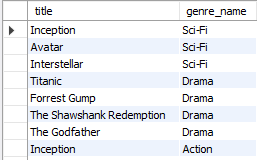 title genre_name
Inception Sci-Fi
Avatar Sci-Fi
Interstellar Sci-Fi
Titanic Drama
Forrest Gump Drama
The Shawshank Redemption Drama
The Godfather Drama
Inception Action